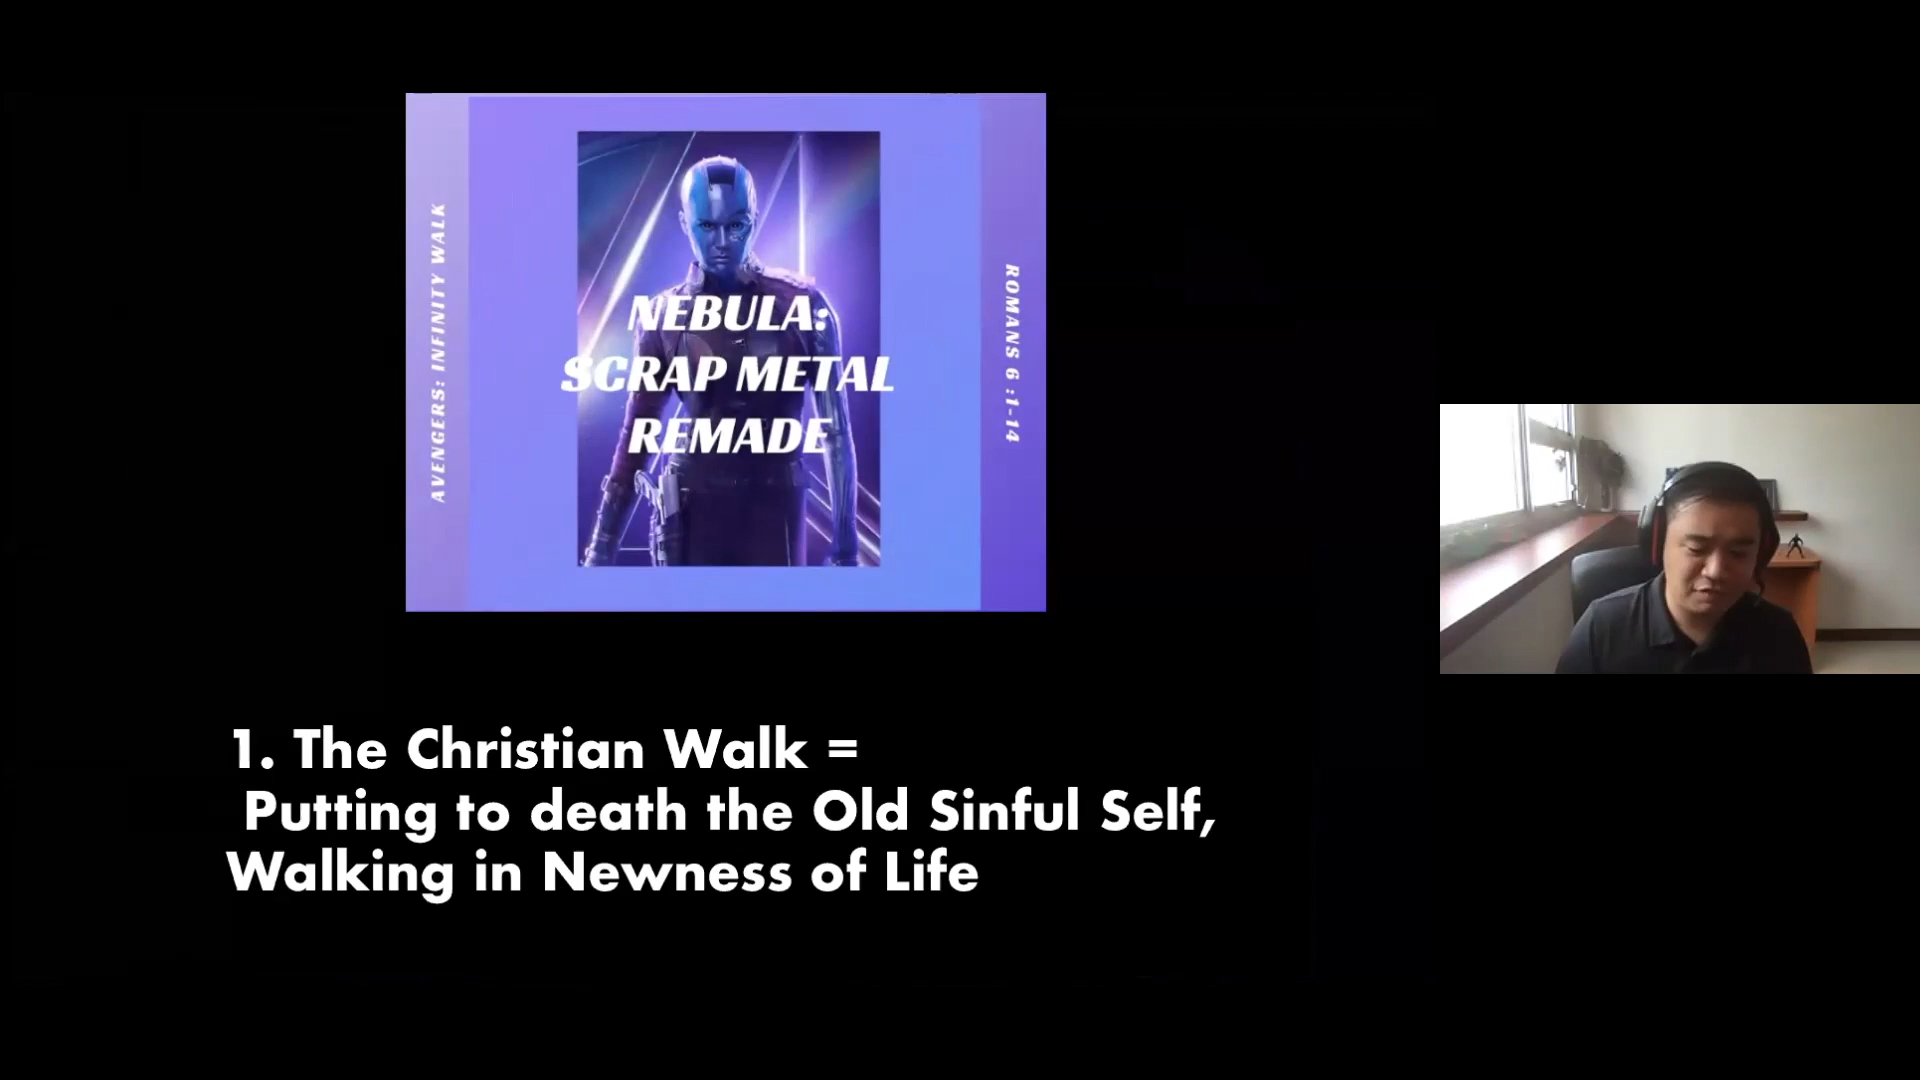 AVENGERS: INFINITY WALK
NEBULA:
SCRAP METAL
REMADE
ROMANS 6 :1-14
1. The Christian Walk =
Putting to death the Old Sinful Self,
Walking in Newness of Life